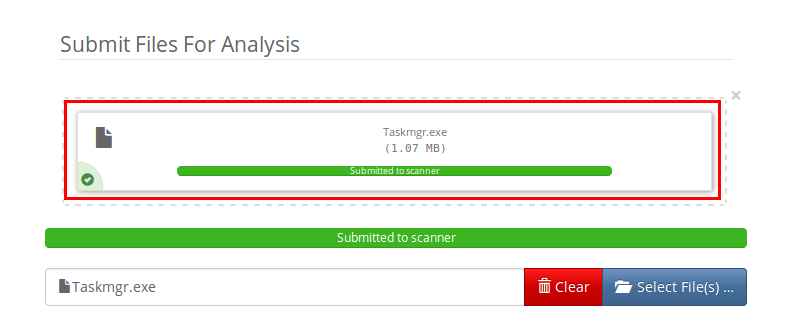 Submit Files For Analysis
×
Taskmgr.exe
(1.07 MB)
Submitted to scanner
Submitted to scanner
Taskmgr.exe
Clear
Select File(s) ...